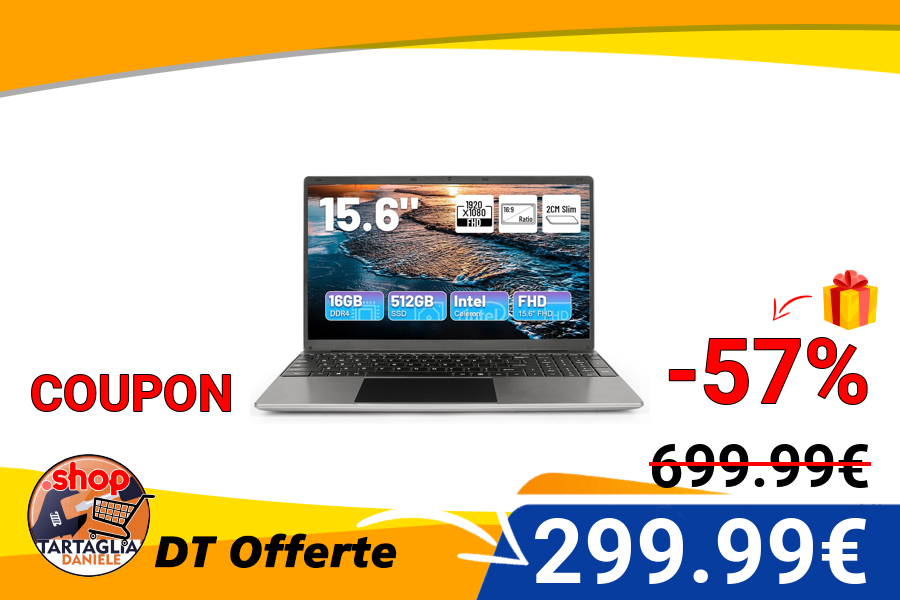 15.6"
1920
X1080
FHD
16:9
Ratio
2CM Slim
16GB
DDR4
512GB
SSD
Intel
Celeron
FHD
15.6" FHD
COUPON
-57%
699.99€
299.99€
.shop
TARTAGLIA
DANIELE
DT Offerte